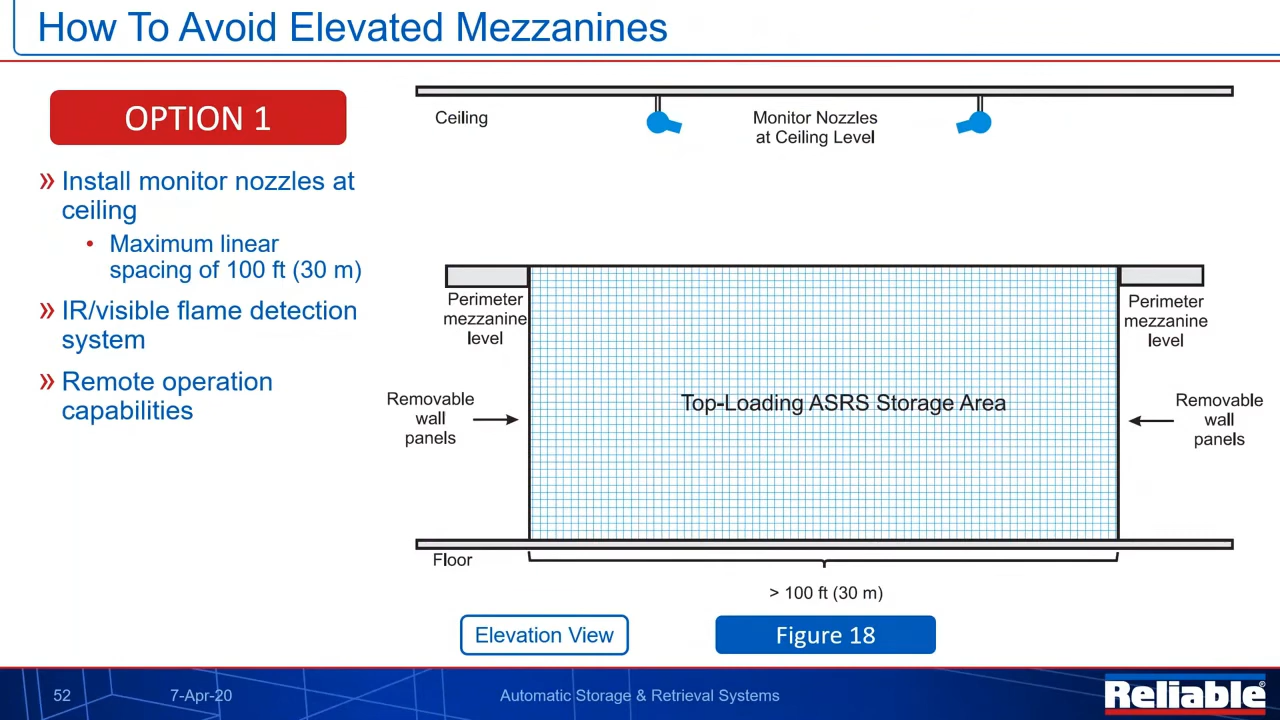 How To Avoid Elevated Mezzanines
OPTION 1
» Install monitor nozzles at
ceiling
• Maximum linear
spacing of 100 ft (30 m)
» IR/visible flame detection
system
» Remote operation
capabilities
Ceiling
Monitor Nozzles
at Ceiling Level
Perimeter
mezzanine
level
Perimeter
mezzanine
level
Removable
wall
panels
Top-Loading ASRS Storage Area
Removable
wall
panels
Floor
> 100 ft (30 m)
Elevation View
Figure 18
52
7-Apr-20
Automatic Storage & Retrieval Systems
Reliable®